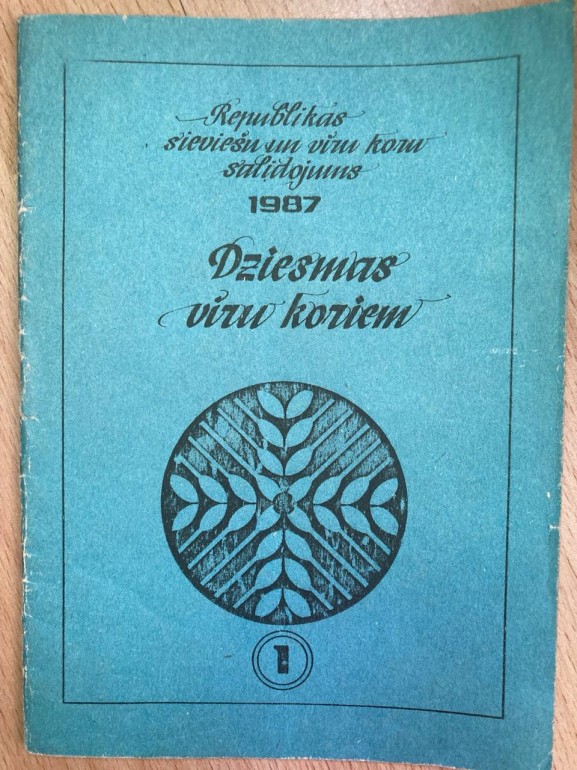 Republikas
sieviešu un vīru koru
salidojums
1987
Dziesmas
vīru koriem
1